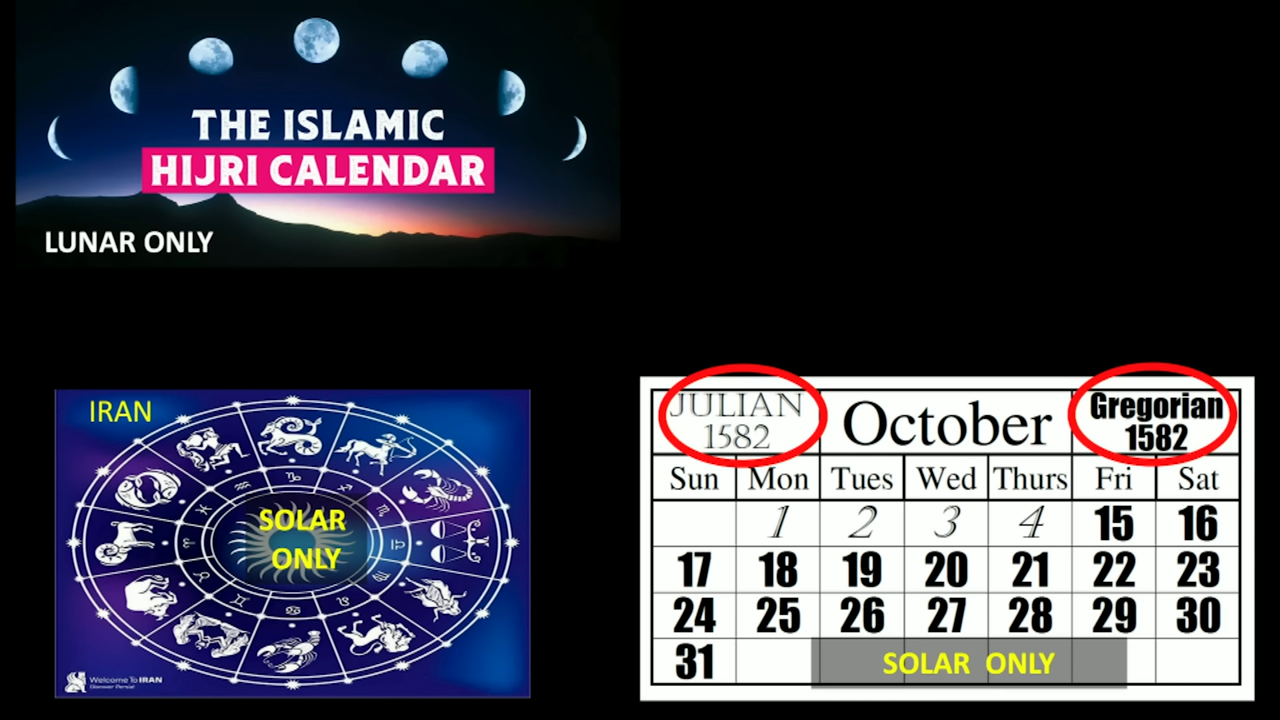 THE ISLAMIC
HIJRI CALENDAR
LUNAR ONLY
IRAN
SOLAR
ONLY
Welcome To IRAN
Discover Persia!
JULIAN
1582
October
Gregorian
1582
Sun Mon Tues Wed Thurs Fri Sat
1 2 3 4 15 16
17 18 19 20 21 22 23
24 25 26 27 28 29 30
31
SOLAR ONLY